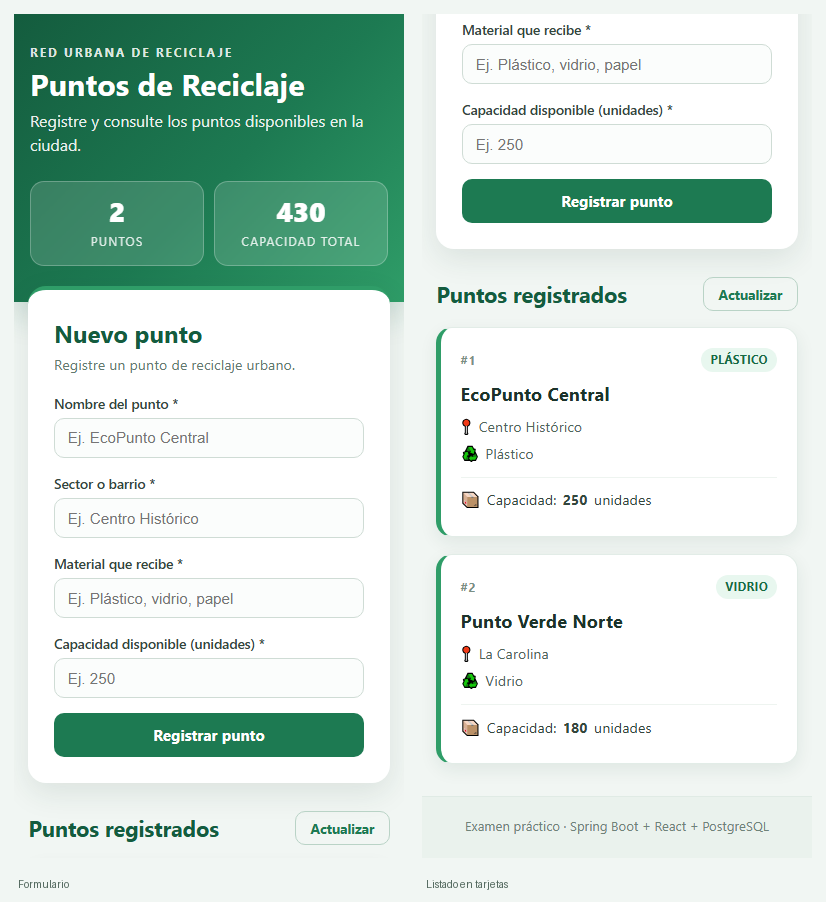 RED URBANA DE RECICLAJE
Puntos de Reciclaje
Registre y consulte los puntos disponibles en la
ciudad.
2
PUNTOS
430
CAPACIDAD TOTAL
Nuevo punto
Registre un punto de reciclaje urbano.
Nombre del punto *
Ej. EcoPunto Central
Sector o barrio *
Ej. Centro Histórico
Material que recibe *
Ej. Plástico, vidrio, papel
Capacidad disponible (unidades) *
Ej. 250
Registrar punto
Puntos registrados
Actualizar
Formulario
Material que recibe *
Ej. Plástico, vidrio, papel
Capacidad disponible (unidades) *
Ej. 250
Registrar punto
Puntos registrados
Actualizar
#1
PLÁSTICO
EcoPunto Central
Centro Histórico
Plástico
Capacidad: 250 unidades
#2
VIDRIO
Punto Verde Norte
La Carolina
Vidrio
Capacidad: 180 unidades
Examen práctico · Spring Boot + React + PostgreSQL
Listado en tarjetas